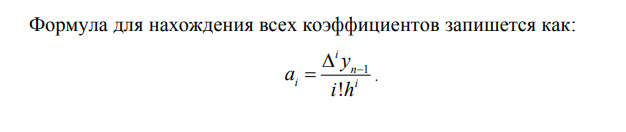 Формула для нахождения всех коэффициентов запишется как:
a_i = Δ^i y_{n−1} / i!h^i .